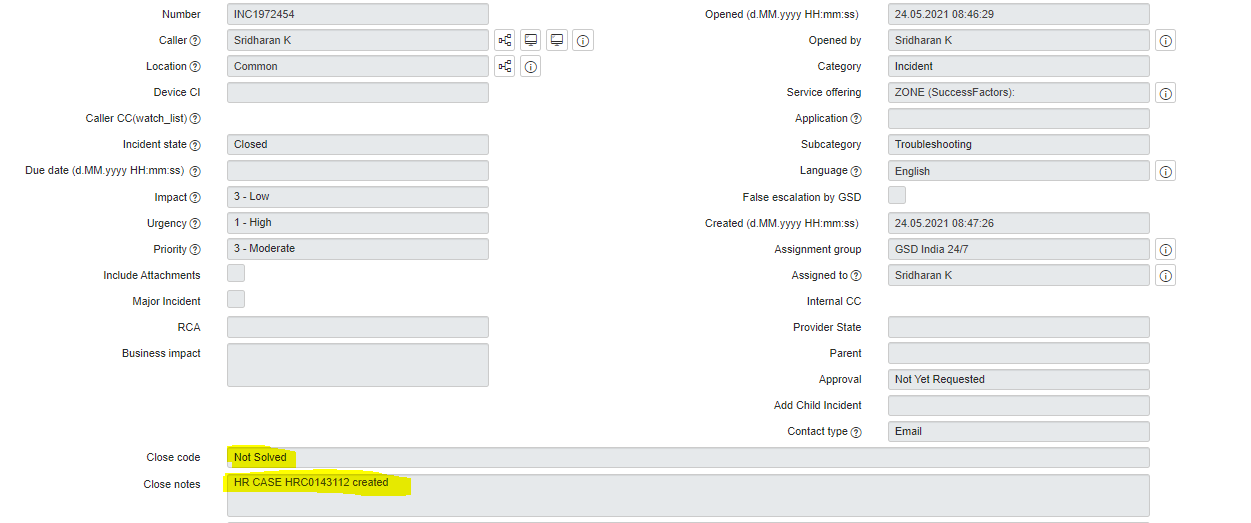 Number INC1972454 Opened (d.MM.yyyy HH:mm:ss) 24.05.2021 08:46:29
Caller Sridharan K Opened by Sridharan K
Location Common Category Incident
Device CI Service offering ZONE (SuccessFactors):
Caller CC(watch_list) Application
Incident state Closed Subcategory Troubleshooting
Due date (d.MM.yyyy HH:mm:ss) Language English
Impact 3 - Low False escalation by GSD
Urgency 1 - High Created (d.MM.yyyy HH:mm:ss) 24.05.2021 08:47:26
Priority 3 - Moderate Assignment group GSD India 24/7
Include Attachments Assigned to Sridharan K
Major Incident Internal CC
RCA Provider State
Business impact Parent
Approval Not Yet Requested
Add Child Incident
Contact type Email
Close code Not Solved
Close notes HR CASE HRC0143112 created